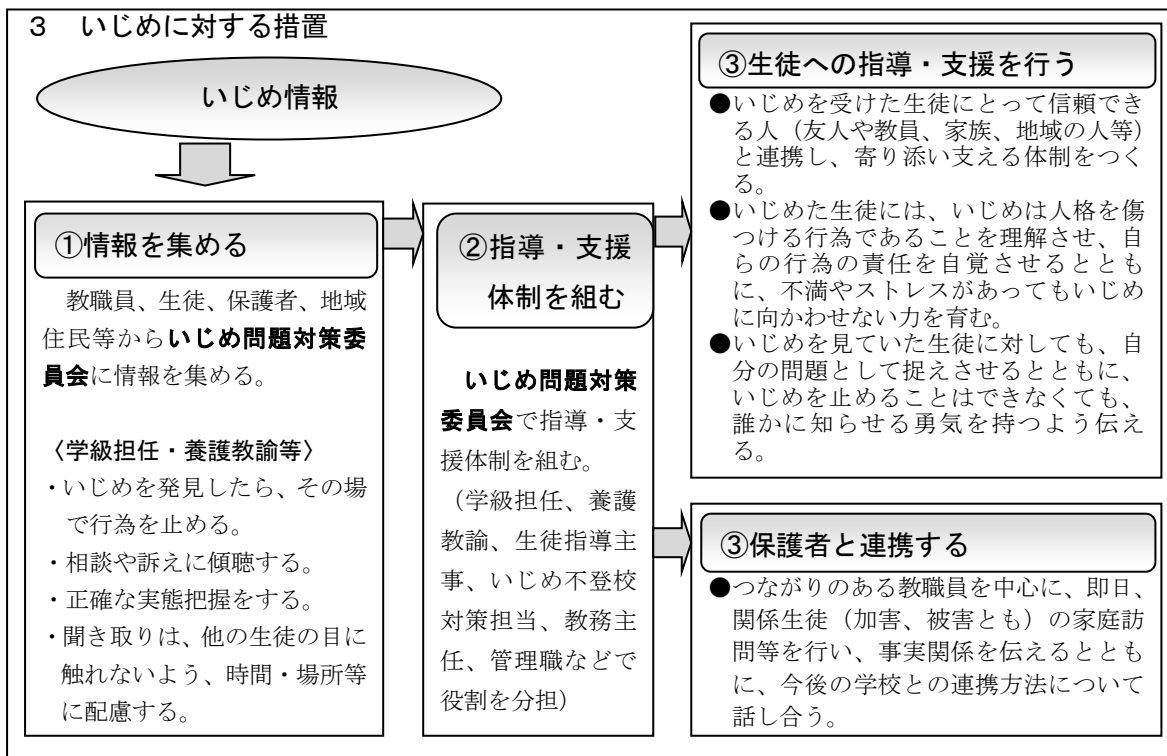 3 いじめに対する措置
いじめ情報
①情報を集める
教職員、生徒、保護者、地域
住民等からいじめ問題対策委
員会に情報を集める。
〈学級担任・養護教諭等〉
・いじめを発見したら、その場
で行為を止める。
・相談や訴えに傾聴する。
・正確な実態把握をする。
・聞き取りは、他の生徒の目に
触れないよう、時間・場所等
に配慮する。
②指導・支援
体制を組む
いじめ問題対策
委員会で指導・支
援体制を組む。
（学級担任、養護
教諭、生徒指導主
事、いじめ不登校
対策担当、教務主
任、管理職などで
役割を分担）
③生徒への指導・支援を行う
●いじめを受けた生徒にとって信頼でき
る人（友人や教員、家族、地域の人等）
と連携し、寄り添い支える体制をつく
る。
●いじめた生徒には、いじめは人格を傷
つける行為であることを理解させ、自
らの行為の責任を自覚させるととも
に、不満やストレスがあってもいじめ
に向かわせない力を育む。
●いじめを見ていた生徒に対しても、自
分の問題として捉えさせるとともに、
いじめを止めることはできなくても、
誰かに知らせる勇気を持つよう伝え
る。
③保護者と連携する
●つながりのある教職員を中心に、即日、
関係生徒（加害、被害とも）の家庭訪
問等を行い、事実関係を伝えるととも
に、今後の学校との連携方法について
話し合う。